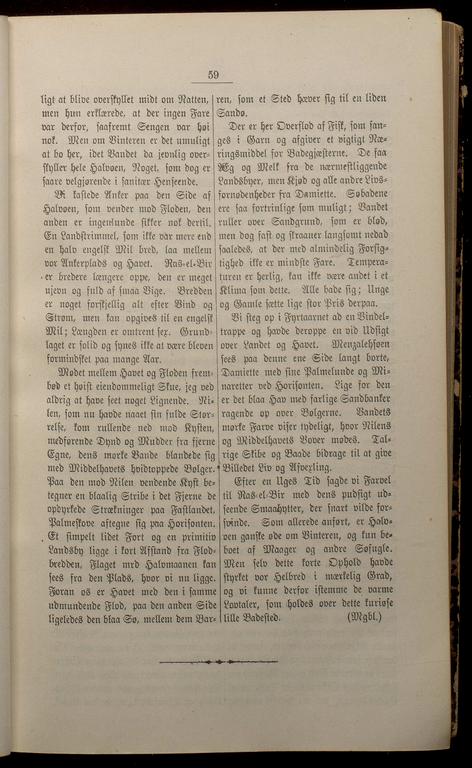 59
ligt at blive overskyllet midt om Natten,
men hun erklærede, at der ingen Fare
var derfor, saafremt Sengen var høi
nok. Men om Vinteren er det umuligt
at bo her, idet Vandet da jevnlig over-
skyller hele Halvøen, Noget, som dog er
saare velgjørende i sanitær Henseende.
Vi kastede Anker paa den Side af
Halvøen, som vender mod Floden, den
anden er ingenlunde sikker nok dertil.
En Landstrimmel, som ikke var mere end
en halv engelsk Mil bred, laa mellem
vor Ankerplads og Havet. Ras-el-Bir
er bredere længere oppe, den er meget
ujevn og fuld af smaa Vige. Bredden
er noget forskjellig alt efter Vind og
Strøm, men kan opgives til en engelsk
Mil; Længden er omtrent sex. Grund-
laget er solid og synes ikke at være bleven
formindsket paa mange Aar.
Mødet mellem Havet og Floden frem-
bød et høist eiendommeligt Skue, jeg ved
aldrig at have seet noget Lignende. Ni-
len, som nu havde naaet sin fulde Stør-
relse, kom rullende ned mod Kysten,
medførende Dynd og Mudder fra fjerne
Egne, dens mørke Vande blandede sig
med Middelhavets hvidtoppede Bølger.
Paa den mod Nilen vendende Kyst be-
tegner en blaalig Stribe i det Fjerne de
opdyrkede Strækninger paa Fastlandet.
Palmeskove aftegne sig paa Horisonten.
Et simpelt lidet Fort og en primitiv
Landsby ligge i kort Afstand fra Flod-
bredden. Flaget med Halvmaanen kan
sees fra den Plads, hvor vi nu ligge.
Foran os er Havet med den i samme
udmundende Flod, paa den anden Side
ligeledes den blaa Sø, mellem dem Bar-
ren, som et Sted hæver sig til en liden
Sandø.
Der er her Overflod af Fisk, som fan-
ges i Garn og afgiver et vigtigt Næ-
ringsmiddel for Badegjæsterne. De faa
Æg og Melk fra de nærmestliggende
Landsbyer, men Kjød og alle andre Livs-
fornødenheder fra Damiette. Søbadene
ere saa fortrinlige som muligt; Vandet
ruller over Sandgrund, som er blød,
men dog fast og skraaner langsomt nedad
saaledes, at der med almindelig Forsig-
tighed ikke er mindste Fare. Tempera-
turen er herlig, kan ikke være andet i et
Klima som dette. Alle bade sig; Unge
og Gamle sætte lige stor Pris derpaa.
Vi steg op i Fyrtaarnet ad en Vindel-
trappe og havde deroppe en vid Udsigt
over Landet og Havet. Menzalehsøen
sees paa denne ene Side langt borte,
Damiette med sine Palmelunde og Mi-
naretter ved Horisonten. Lige for den
er det blaa Hav med farlige Sandbanker
ragende op over Bølgerne. Vandets
mørke Farve viser tydeligt, hvor Nilens
og Middelhavets Vover mødes. Tal-
rige Skibe og Baade bidrage til at give
Billedet Liv og Afvexling.
Efter en Uges Tid sagde vi Farvel
til Ras-el-Bir med dens pudsigt ud-
seende Smaahytter, der snart vilde for-
svinde. Som allerede anført, er Halv-
øen ganske øde om Vinteren, og kun be-
boet af Maager og andre Søfugle.
Men selv dette korte Ophold havde
styrket vor Helbred i mærkelig Grad,
og vi kunne derfor istemme de varme
Lovtaler, som holdes over dette kuriøse
lille Badested. (Mgbl.)